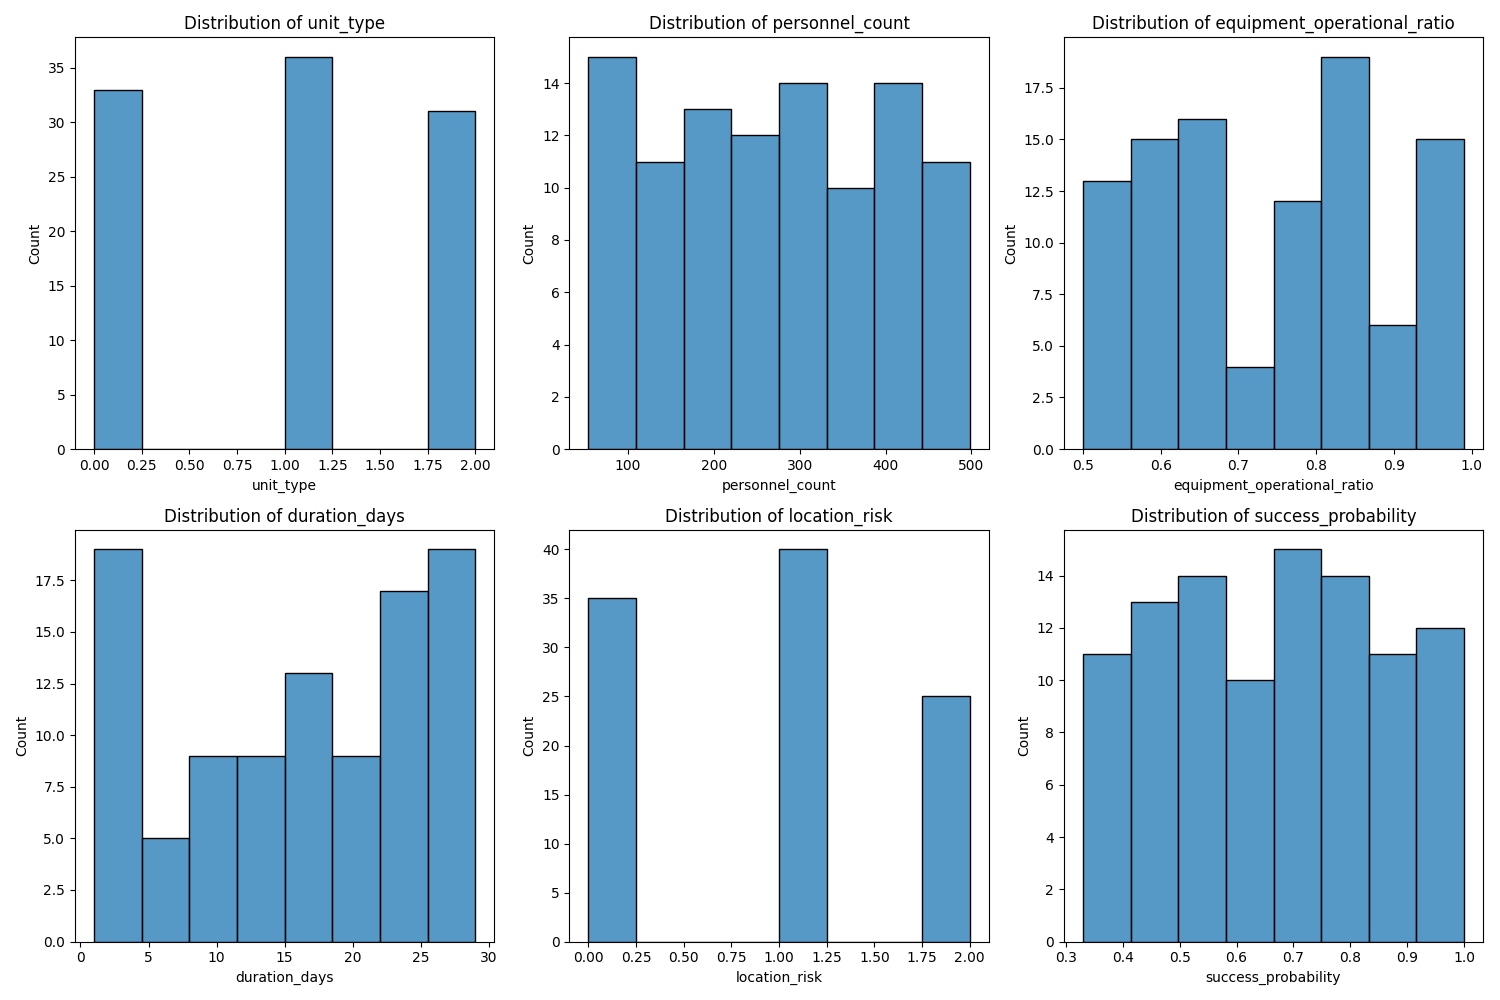 Distribution of unit_type
Distribution of personnel_count
Distribution of equipment_operational_ratio
Count
35
30
25
20
15
10
5
0
0.00 0.25 0.50 0.75 1.00 1.25 1.50 1.75 2.00
unit_type
Count
14
12
10
8
6
4
2
0
100 200 300 400 500
personnel_count
Count
17.5
15.0
12.5
10.0
7.5
5.0
2.5
0.0
0.5 0.6 0.7 0.8 0.9 1.0
equipment_operational_ratio
Distribution of duration_days
Distribution of location_risk
Distribution of success_probability
Count
17.5
15.0
12.5
10.0
7.5
5.0
2.5
0.0
0 5 10 15 20 25 30
duration_days
Count
40
35
30
25
20
15
10
5
0
0.00 0.25 0.50 0.75 1.00 1.25 1.50 1.75 2.00
location_risk
Count
14
12
10
8
6
4
2
0
0.3 0.4 0.5 0.6 0.7 0.8 0.9 1.0
success_probability